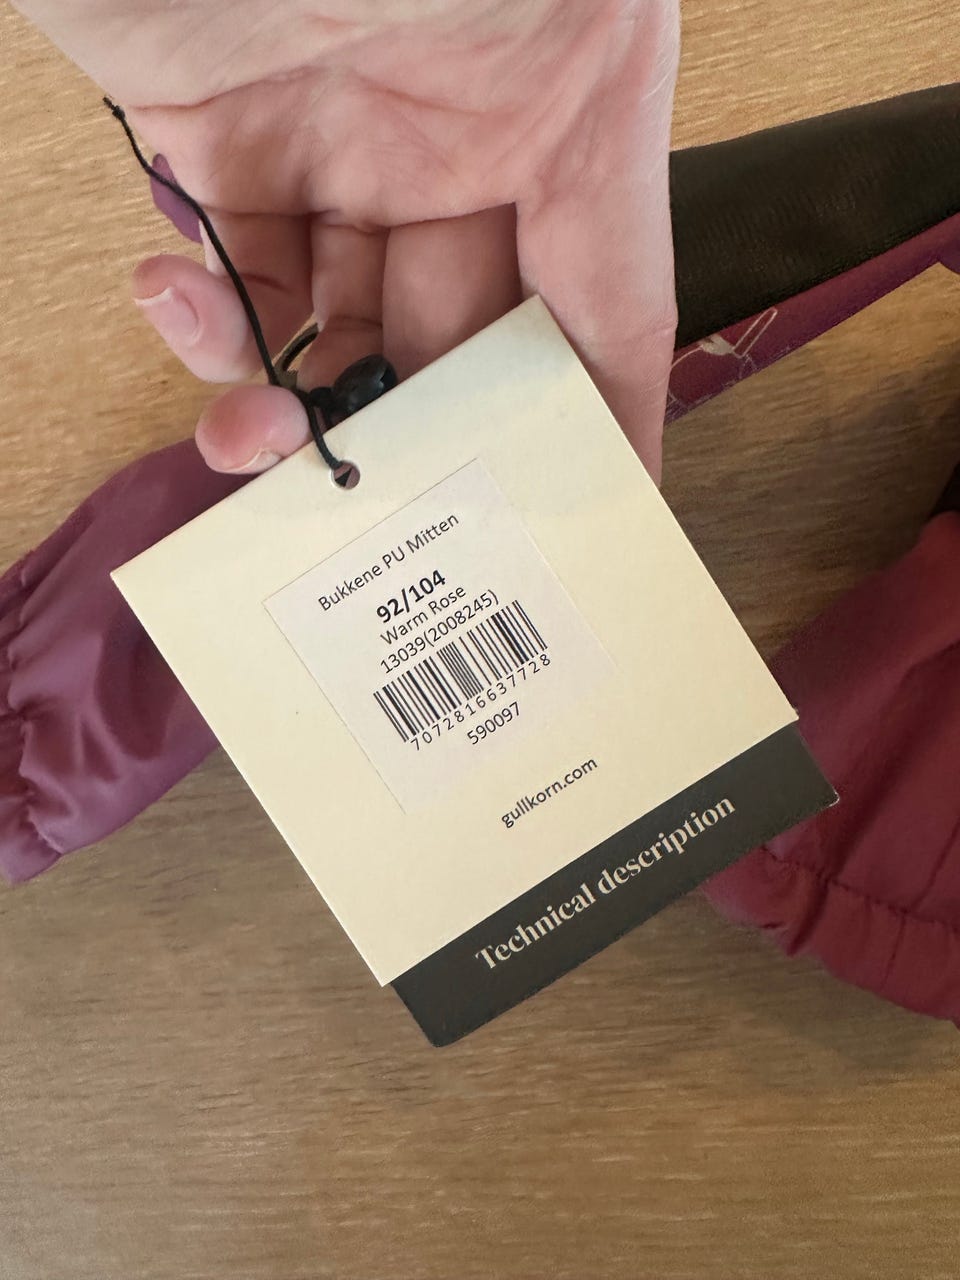 Bukkene PU Mitten
92/104
Warm Rose
13039(2008245)
7072816637728
590097
gullkorn.com
Technical description